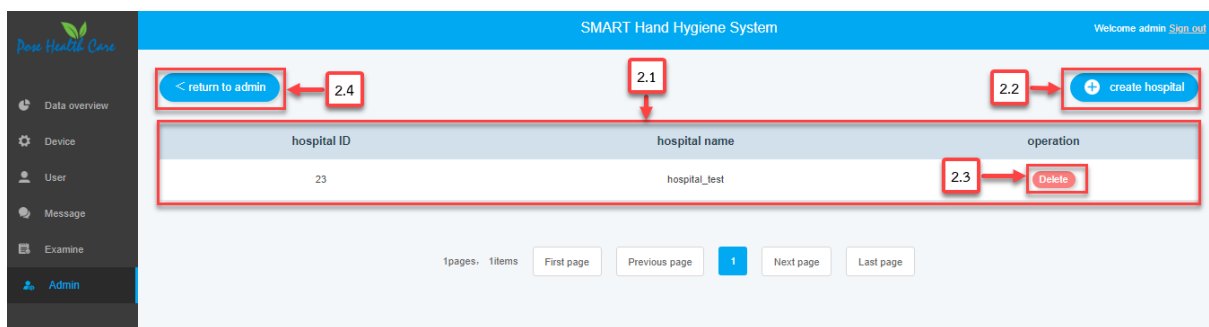 SMART Hand Hygiene System
Welcome admin Sign out
Pose Health Care
Data overview
Device
User
Message
Examine
Admin
< return to admin
2.4
2.1
2.2
+ create hospital
hospital ID hospital name operation
23 hospital_test 2.3 Delete
1pages, 1items First page Previous page 1 Next page Last page